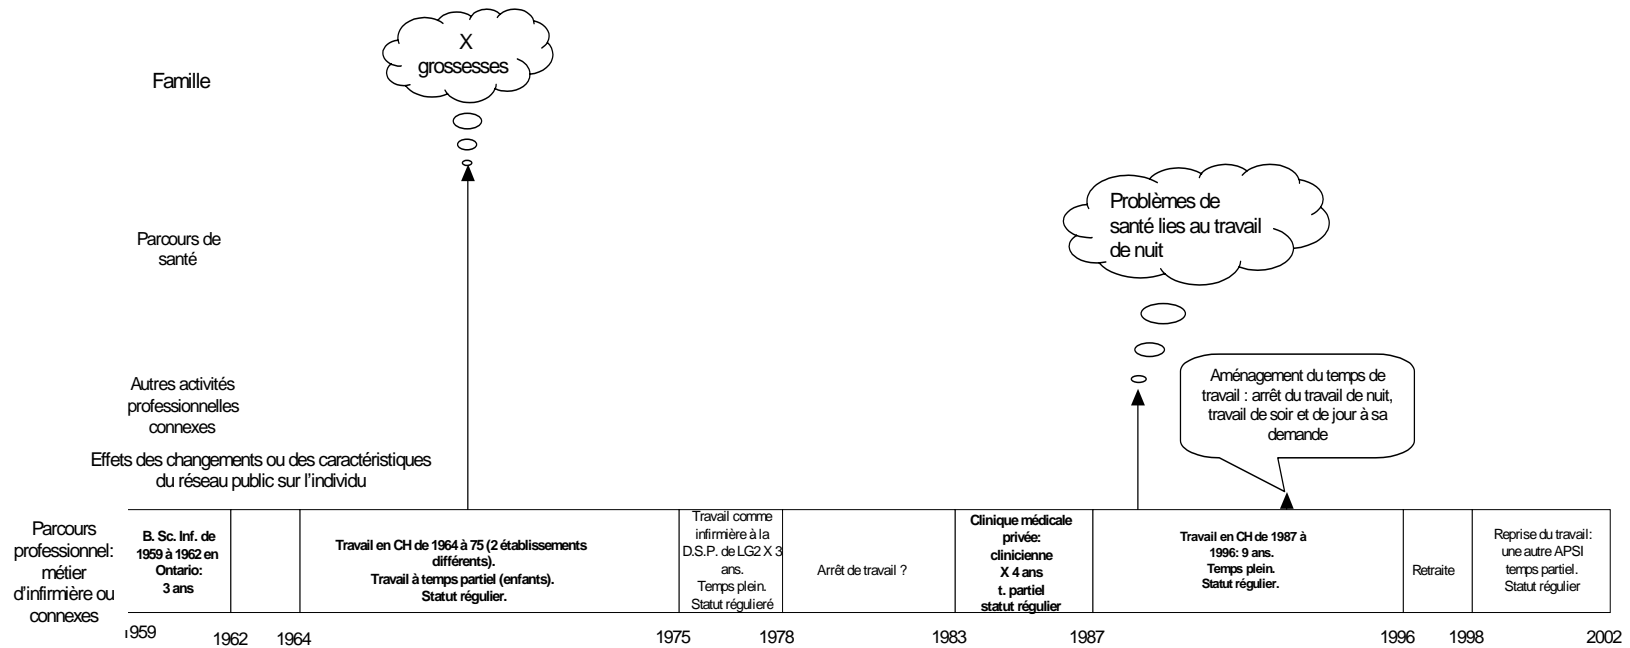 X
grossesses
Famille
Problèmes de
santé lies au travail
de nuit
Parcours de
santé
Autres activités
professionnelles
connexes
Aménagement du temps de
travail : arrêt du travail de nuit,
travail de soir et de jour à sa
demande
Effets des changements ou des caractéristiques
du réseau public sur l'individu
Parcours
professionnel:
métier
d'infirmière ou
connexes
B. Sc. Inf. de
1959 à 1962 en
Ontario:
3 ans
Travail en CH de 1964 à 75 (2 établissements
différents).
Travail à temps partiel (enfants).
Statut régulier.
Travail comme
infirmière à la
D.S.P. de LG2 X 3
ans.
Temps plein.
Statut régulieré
Arrêt de travail ?
Clinique médicale
privée:
clinicienne
X 4 ans
t. partiel
statut régulier
Travail en CH de 1987 à
1996: 9 ans.
Temps plein.
Statut régulier.
Retraite
Reprise du travail:
une autre APSI
temps partiel.
Statut régulier
1959
1962
1964
1975
1978
1983
1987
1996
1998
2002